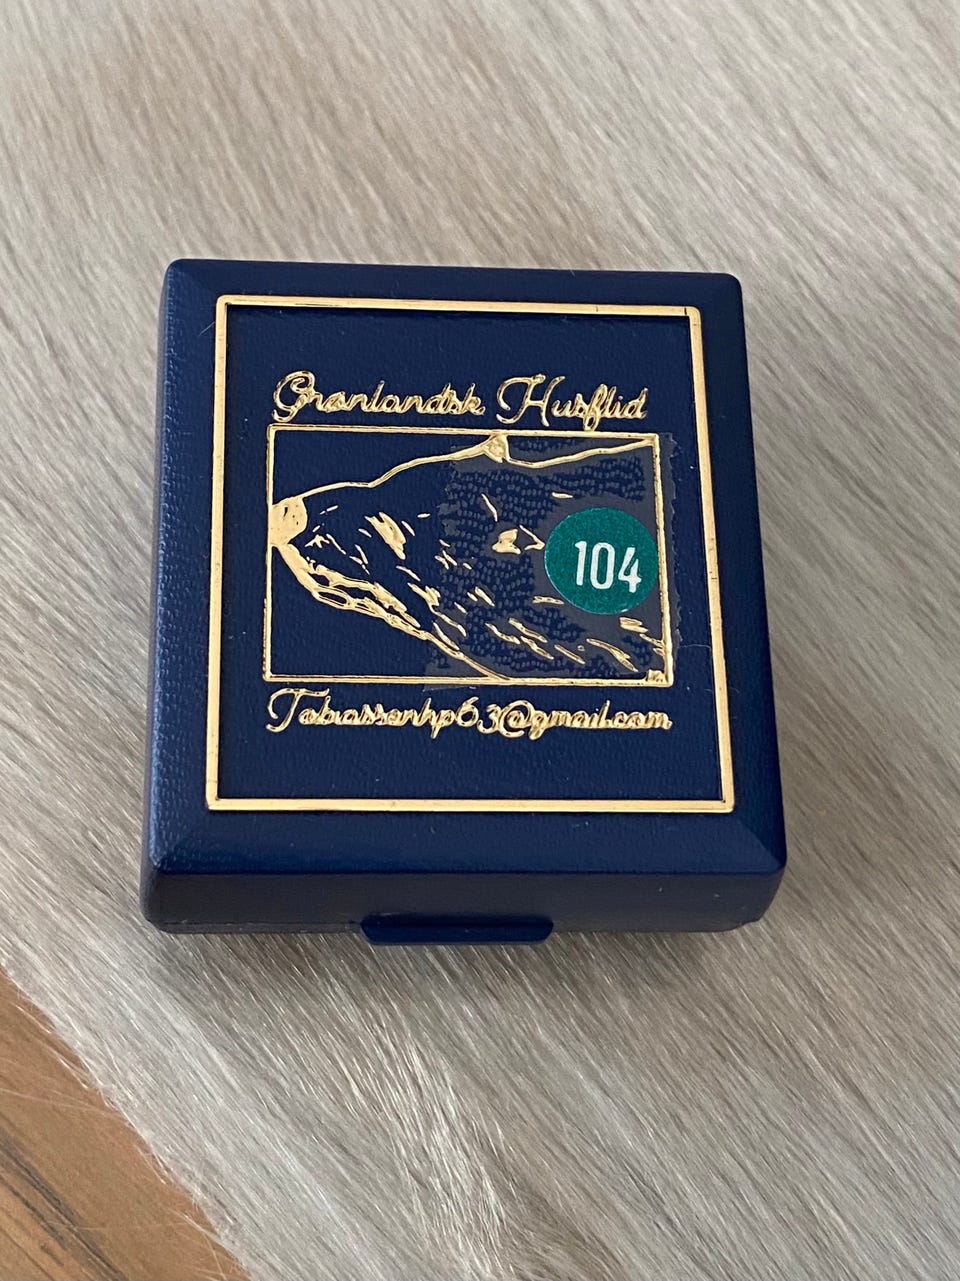 Grønlandsk Husflid
104
Tobiassenhp63@gmail.com